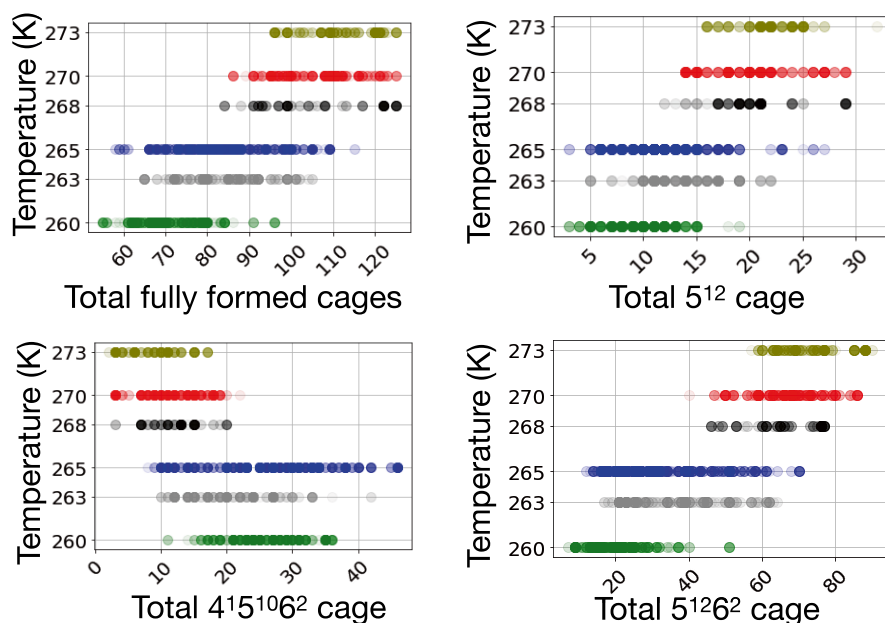 Temperature (K)
273
270
268
265
263
260
60 70 80 90 100 110 120
Total fully formed cages
Temperature (K)
273
270
268
265
263
260
5 10 15 20 25 30
Total 5¹² cage
Temperature (K)
273
270
268
265
263
260
0 10 20 30 40
Total 4¹5¹⁰6² cage
Temperature (K)
273
270
268
265
263
260
20 40 60 80
Total 5¹²6² cage